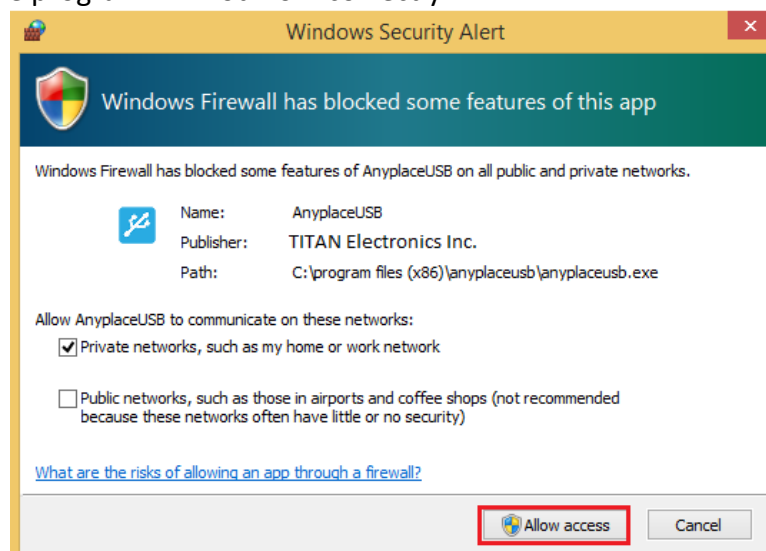 Windows Security Alert
Windows Firewall has blocked some features of this app
Windows Firewall has blocked some features of AnyplaceUSB on all public and private networks.
Name: AnyplaceUSB
Publisher: TITAN Electronics Inc.
Path: C:\program files (x86)\anyplaceusb\anyplaceusb.exe
Allow AnyplaceUSB to communicate on these networks:
Private networks, such as my home or work network
Public networks, such as those in airports and coffee shops (not recommended
because these networks often have little or no security)
What are the risks of allowing an app through a firewall?
Allow access Cancel